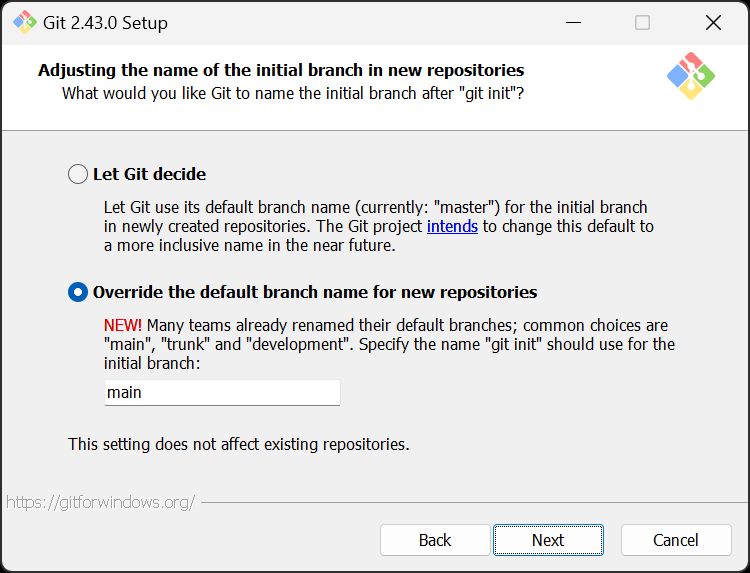 Git 2.43.0 Setup
Adjusting the name of the initial branch in new repositories
What would you like Git to name the initial branch after "git init"?
Let Git decide
Let Git use its default branch name (currently: "master") for the initial branch
in newly created repositories. The Git project intends to change this default to
a more inclusive name in the near future.
Override the default branch name for new repositories
NEW! Many teams already renamed their default branches; common choices are
"main", "trunk" and "development". Specify the name "git init" should use for the
initial branch:
main
This setting does not affect existing repositories.
https://gitforwindows.org/
Back Next Cancel